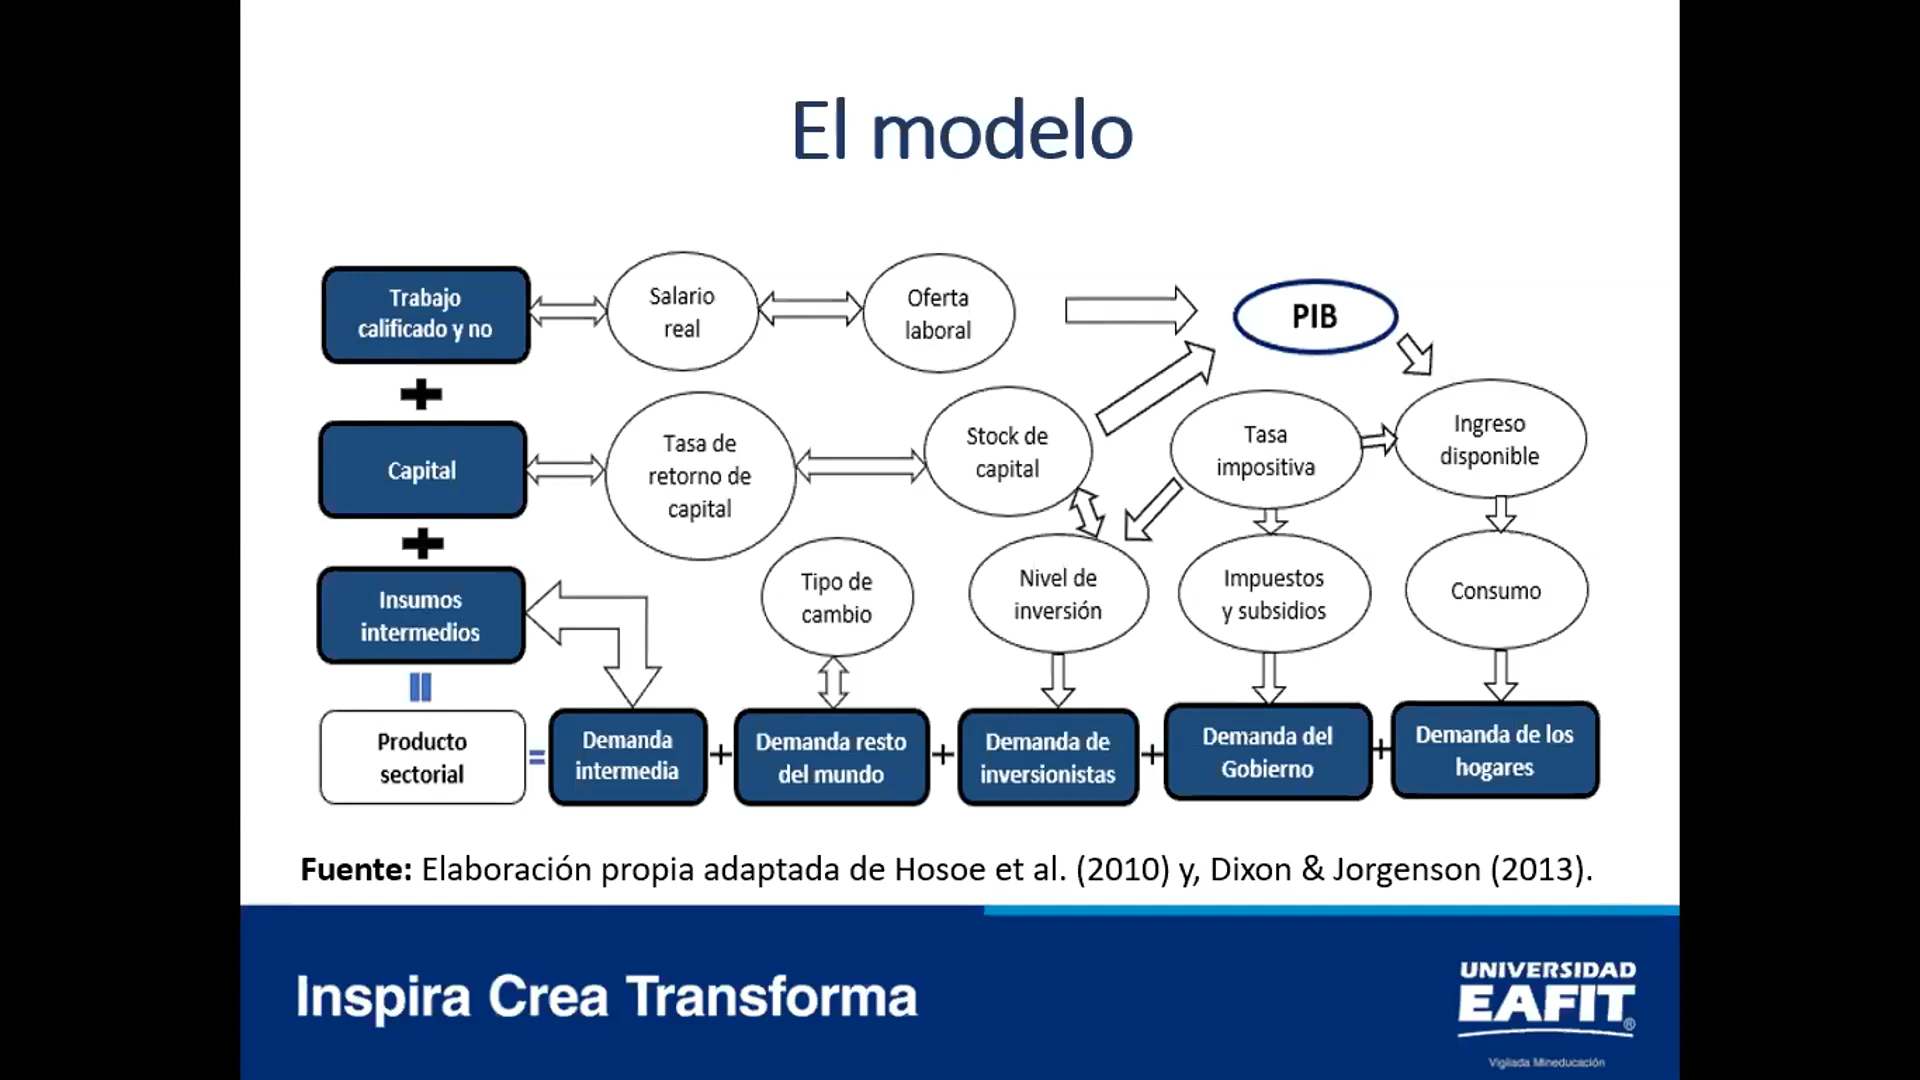 El modelo
Trabajo
calificado y no
Salario
real
Oferta
laboral
PIB
Capital
Tasa de
retorno de
capital
Stock de
capital
Tasa
impositiva
Ingreso
disponible
Insumos
intermedios
Tipo de
cambio
Nivel de
inversión
Impuestos
y subsidios
Consumo
Producto
sectorial
=
Demanda
intermedia
+
Demanda resto
del mundo
+
Demanda de
inversionistas
+
Demanda del
Gobierno
+
Demanda de los
hogares
Fuente: Elaboración propia adaptada de Hosoe et al. (2010) y, Dixon & Jorgenson (2013).
Inspira Crea Transforma
UNIVERSIDAD
EAFIT®
Vigilada Mineducación